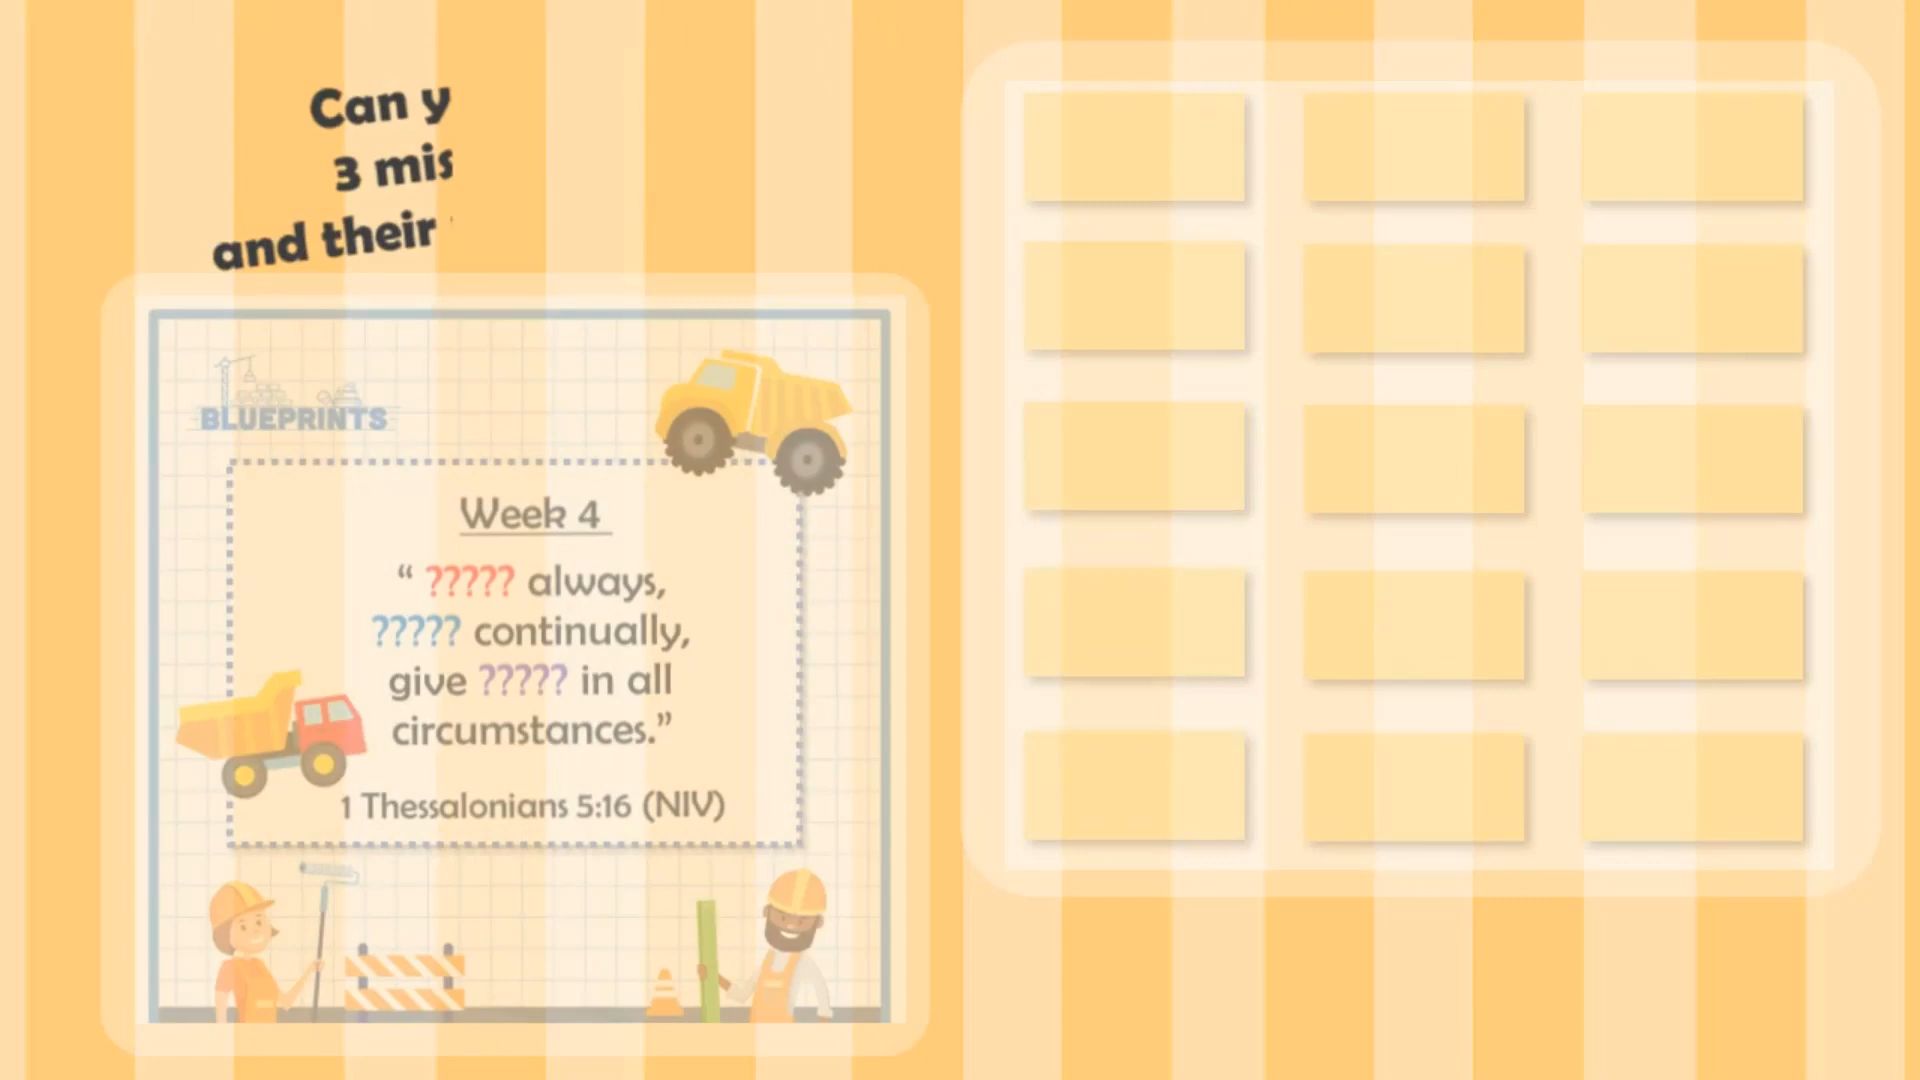 Can y
3 mis
and their
BLUEPRINTS
Week 4
“ ????? always,
????? continually,
give ????? in all
circumstances.”
1 Thessalonians 5:16 (NIV)